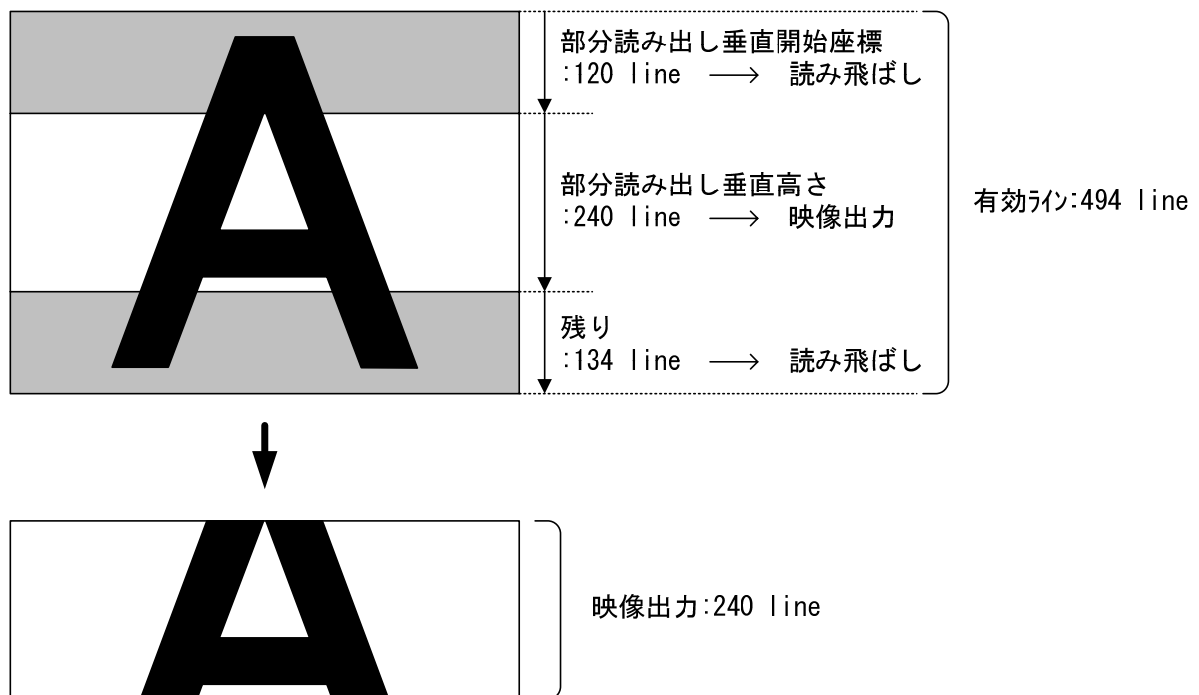 部分読み出し垂直開始座標
:120 line ⟶ 読み飛ばし
部分読み出し垂直高さ
:240 line ⟶ 映像出力
有効ﾗｲﾝ:494 line
残り
:134 line ⟶ 読み飛ばし
A
映像出力:240 line